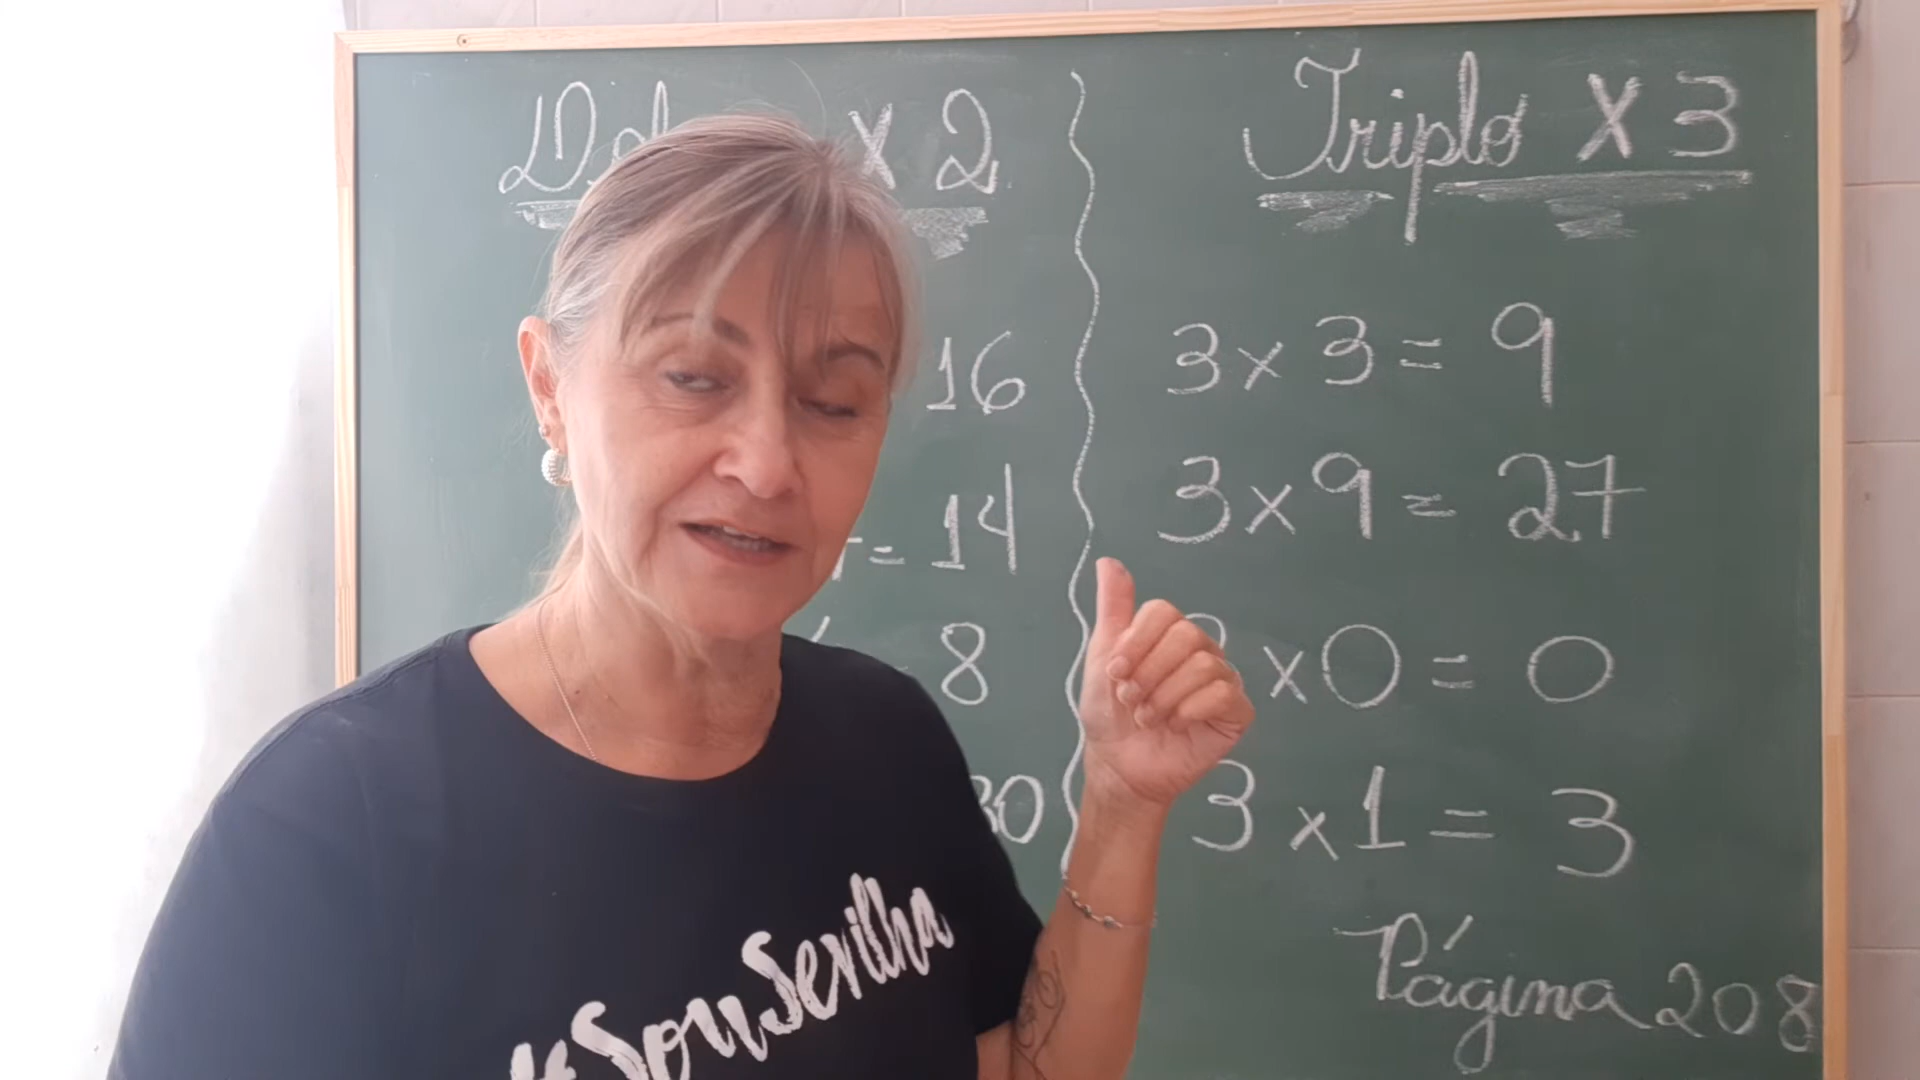 X 2
Triplo X 3
16
3 x 3 = 9
= 14
3 x 9 = 27
8
x 0 = 0
30
3 x 1 = 3
Página 208
#SouSevilha